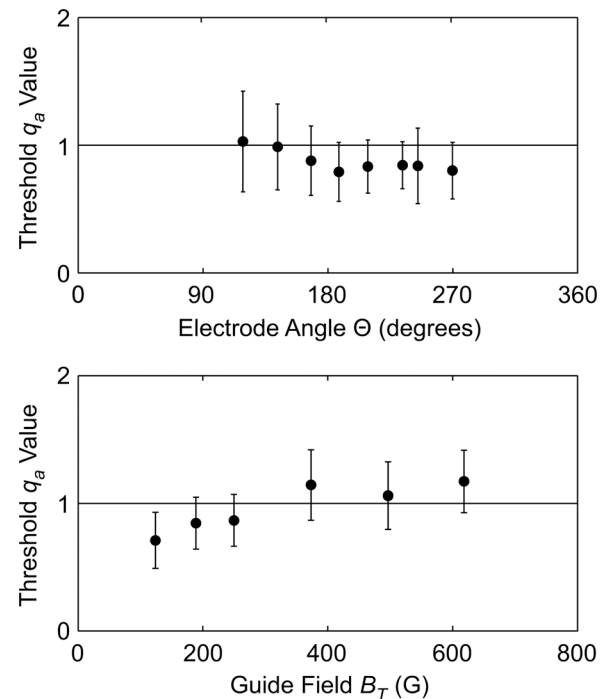 2
1
0
Threshold qa Value
0 90 180 270 360
Electrode Angle Θ (degrees)
2
1
0
Threshold qa Value
0 200 400 600 800
Guide Field BT (G)